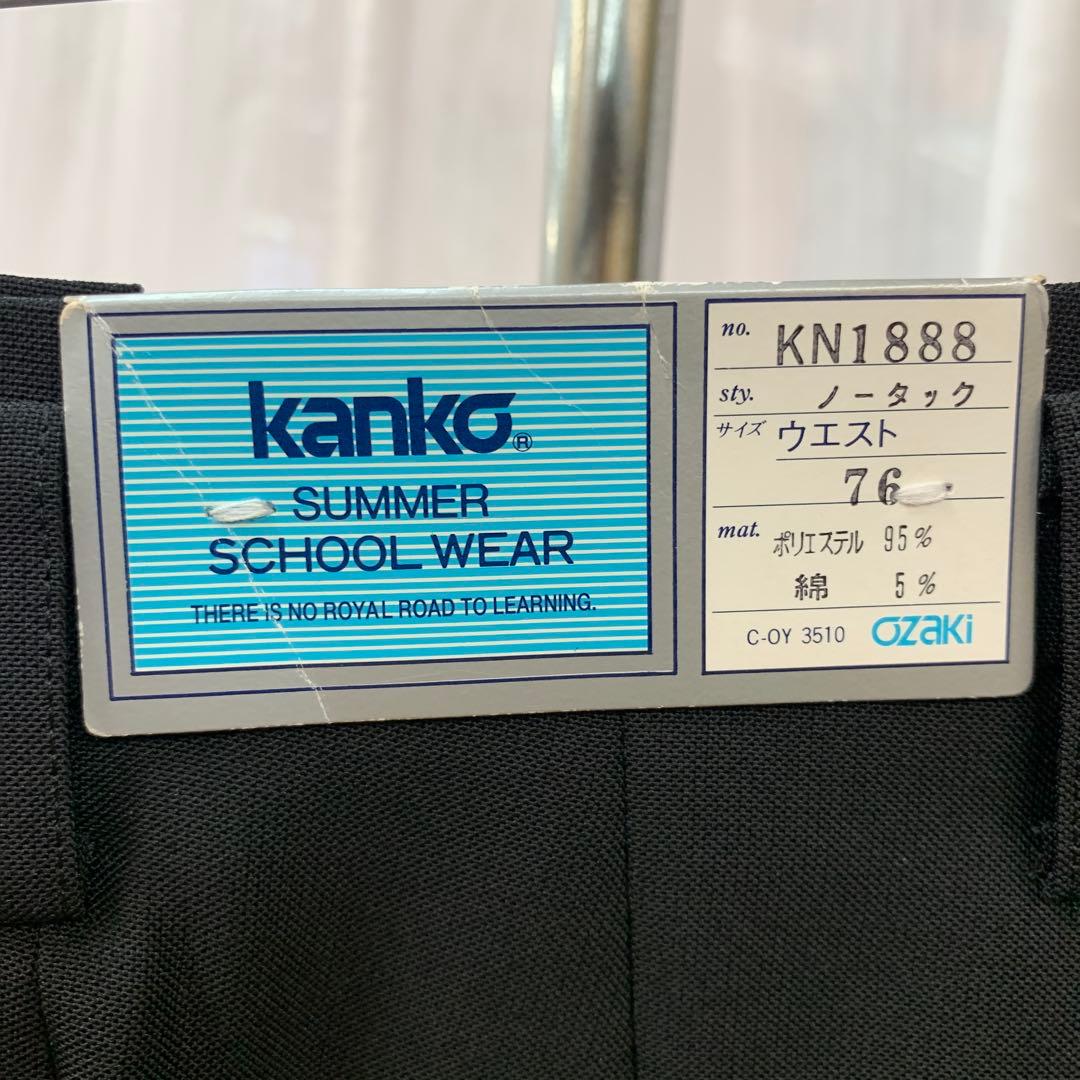 kanko®
SUMMER
SCHOOL WEAR
THERE IS NO ROYAL ROAD TO LEARNING.
no. KN1888
sty. ノータック
サイズ ウエスト
76
mat. ポリエステル 95%
綿 5%
C-OY 3510 OZAKI